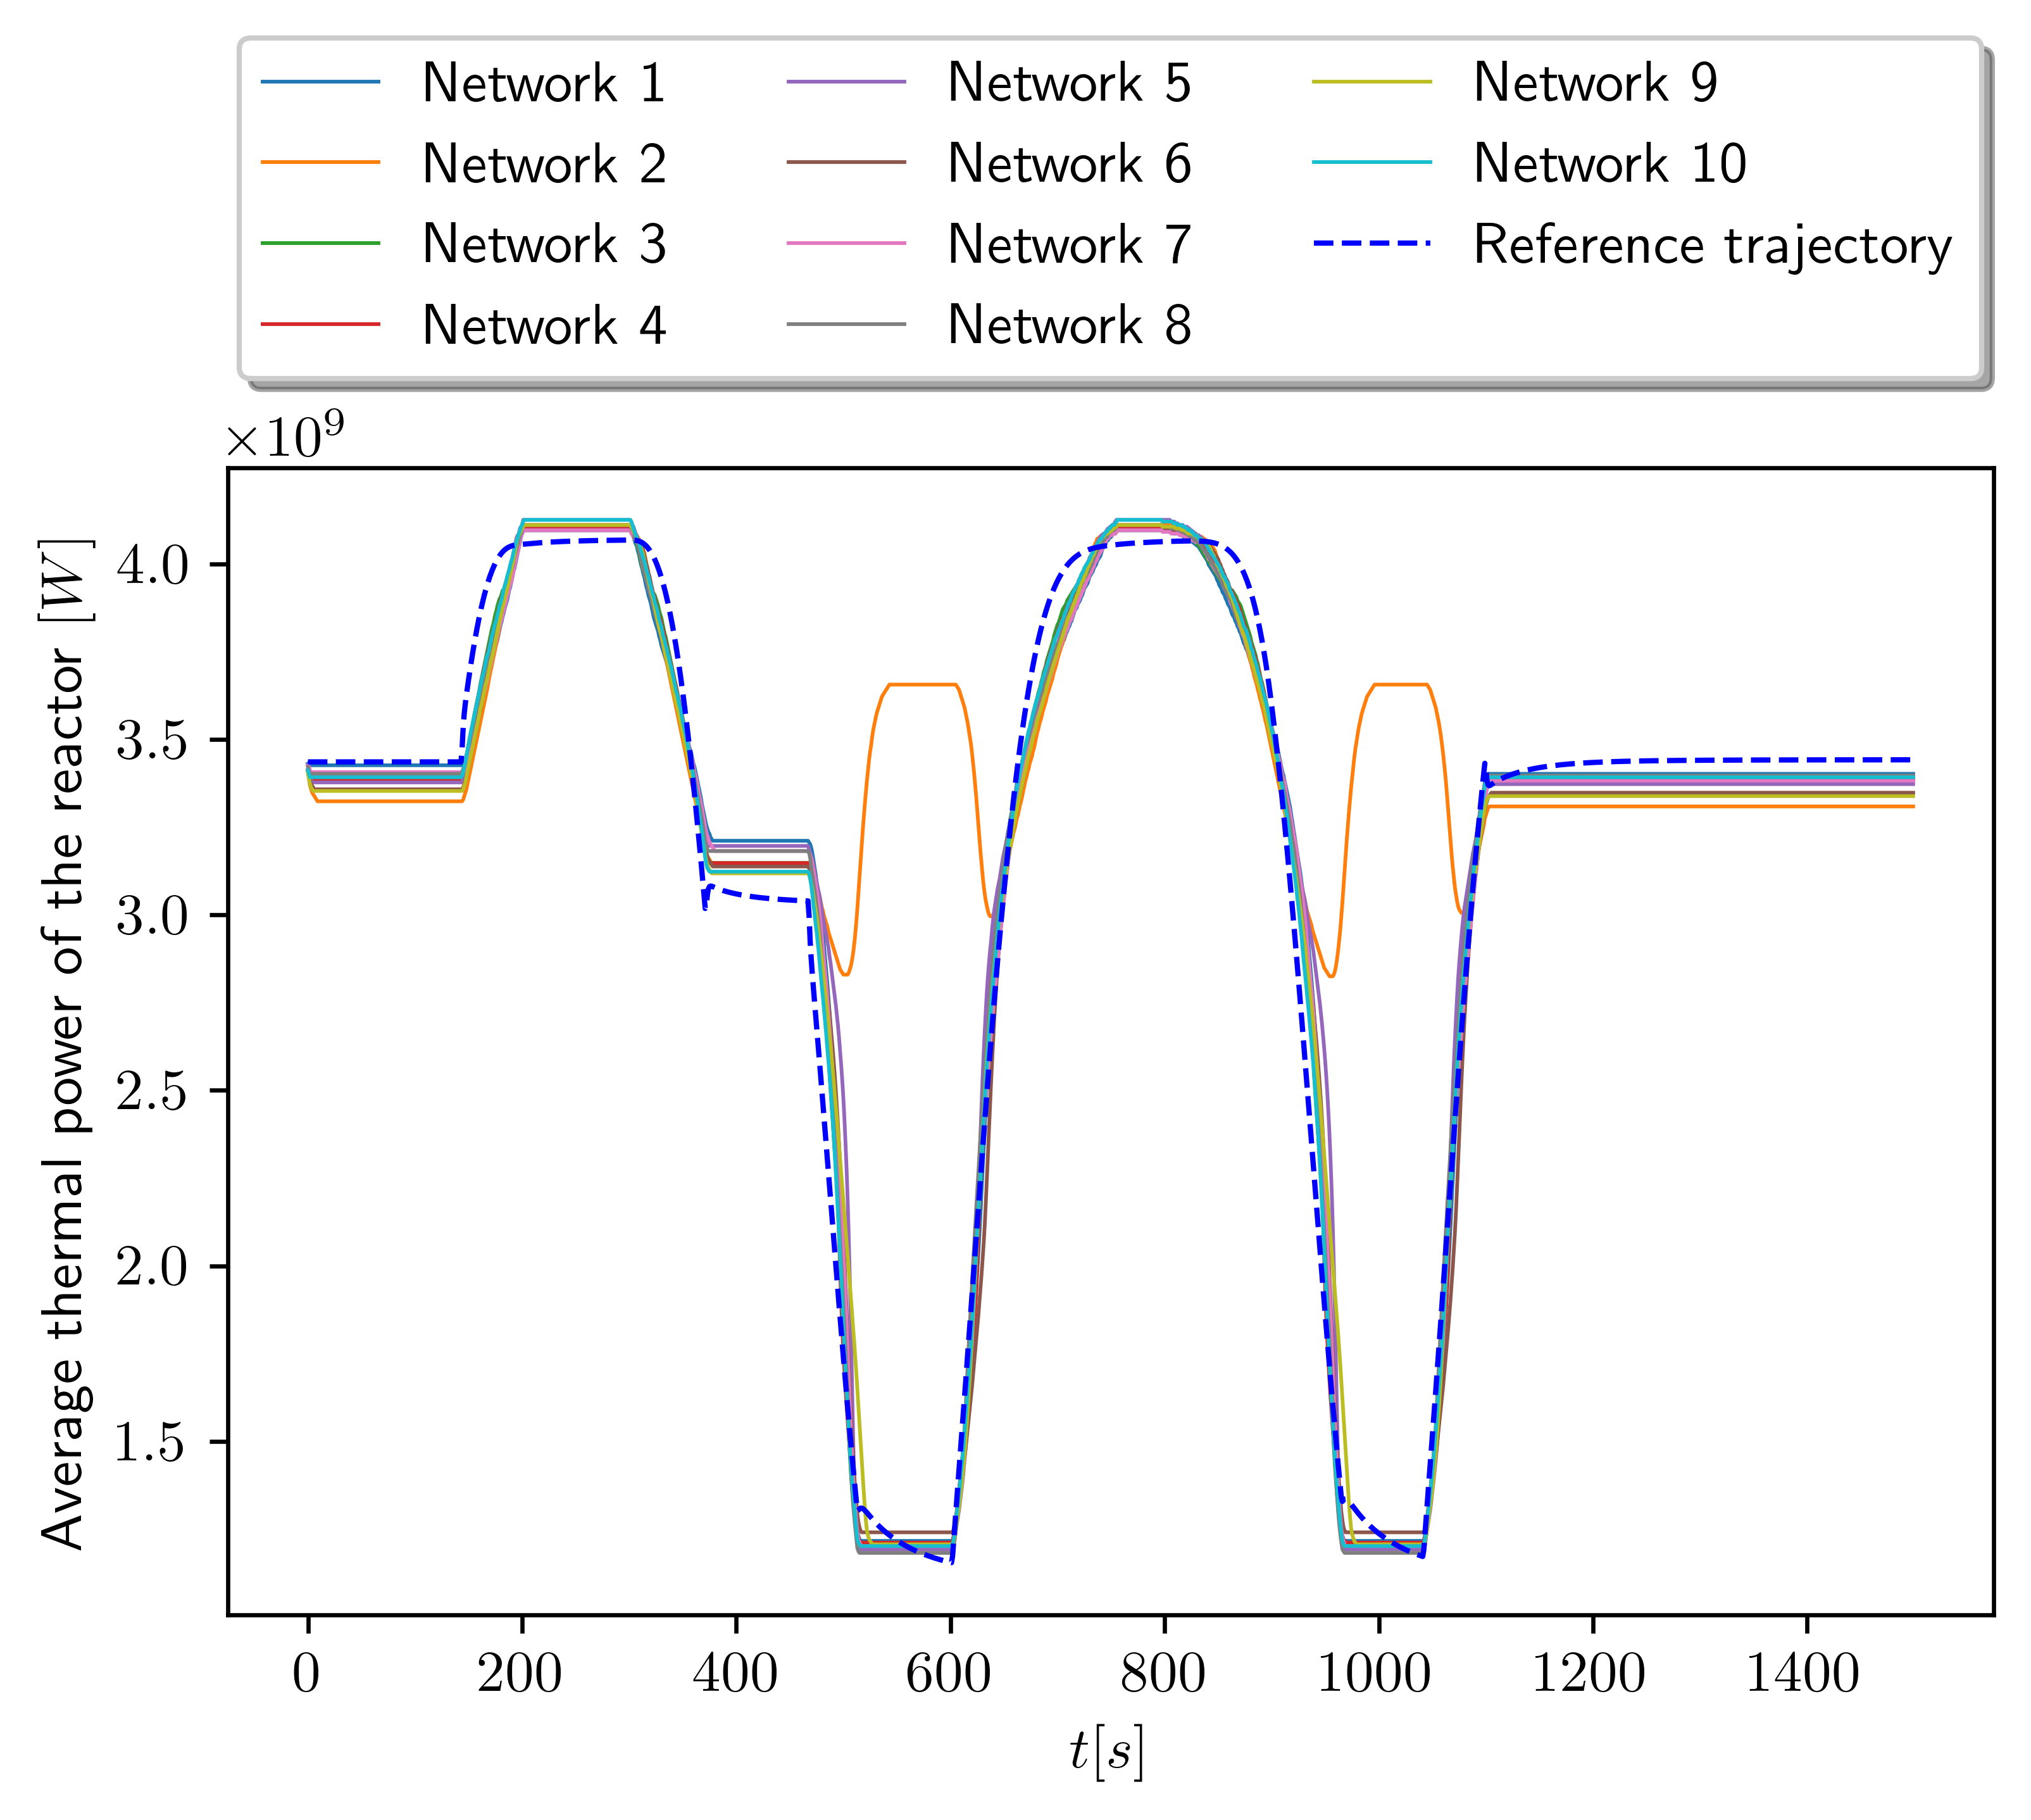 Network 1
Network 2
Network 3
Network 4
Network 5
Network 6
Network 7
Network 8
Network 9
Network 10
Reference trajectory
×10⁹
Average thermal power of the reactor [W]
4.0
3.5
3.0
2.5
2.0
1.5
0 200 400 600 800 1000 1200 1400
t[s]